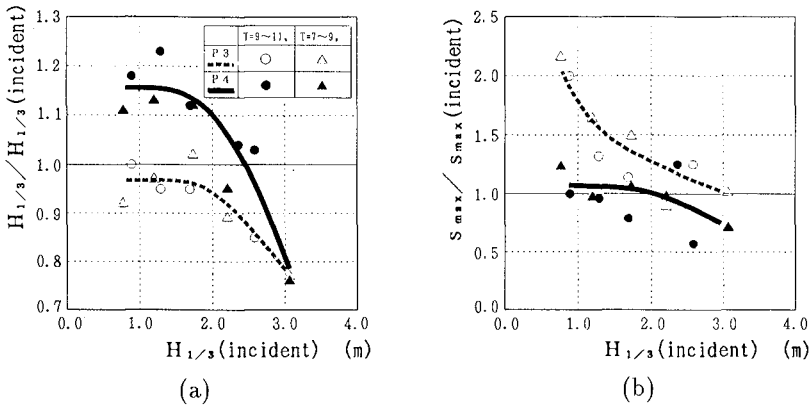 H1/3/H1/3(incident)
1.3
1.2
1.1
1.0
0.9
0.8
0.7
T=9~11s T=7~9s
P3
P4
0.0 1.0 2.0 3.0 4.0
H1/3(incident) (m)
(a)
smax/smax(incident)
2.5
2.0
1.5
1.0
0.5
0.0
0.0 1.0 2.0 3.0 4.0
H1/3(incident) (m)
(b)